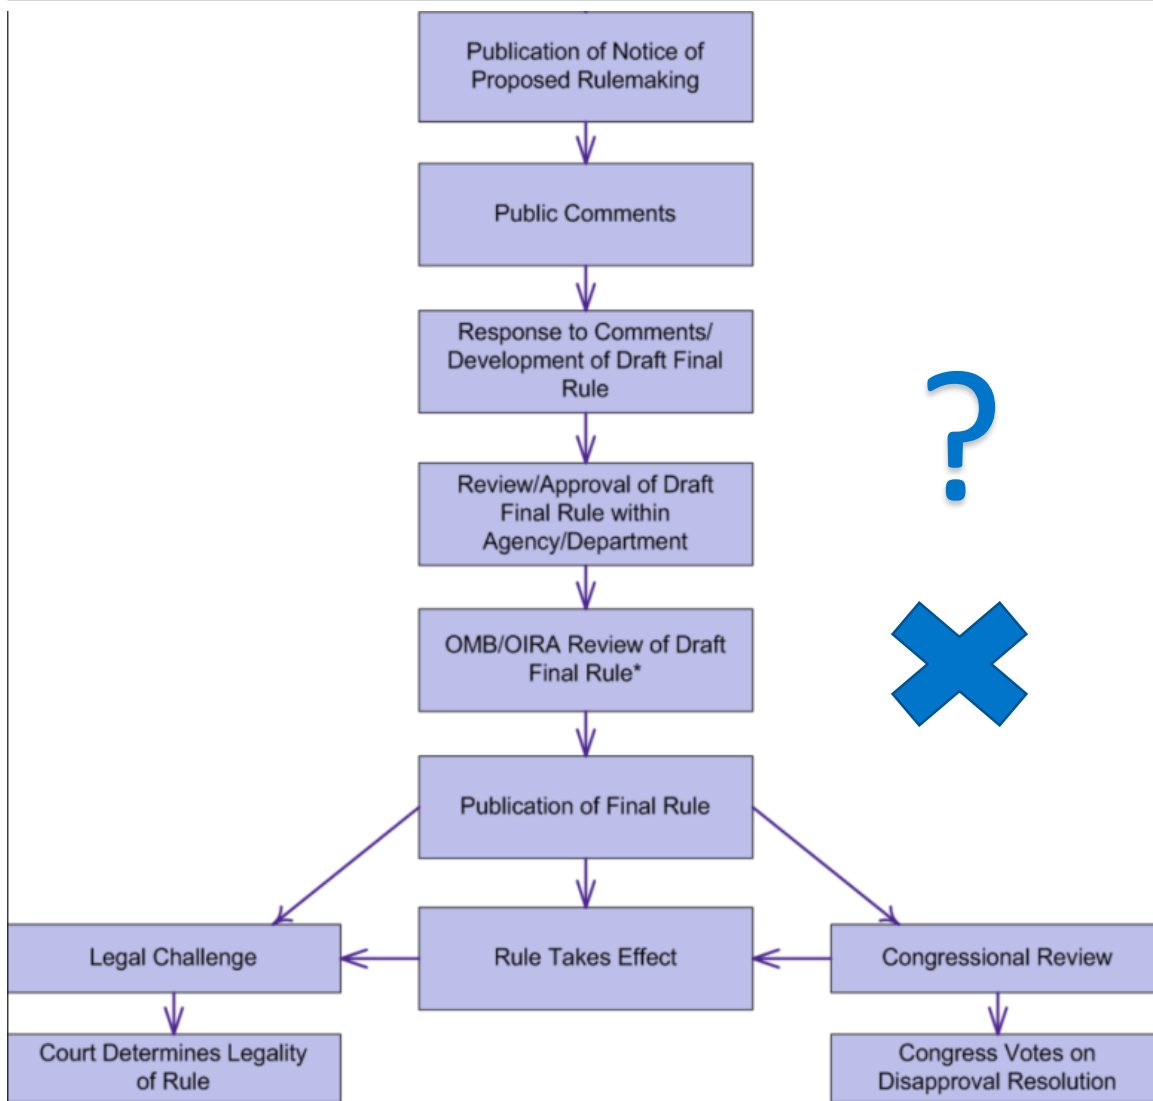 Publication of Notice of
Proposed Rulemaking
Public Comments
Response to Comments/
Development of Draft Final
Rule
Review/Approval of Draft
Final Rule within
Agency/Department
OMB/OIRA Review of Draft
Final Rule*
Publication of Final Rule
Legal Challenge
Rule Takes Effect
Congressional Review
Court Determines Legality
of Rule
Congress Votes on
Disapproval Resolution
?